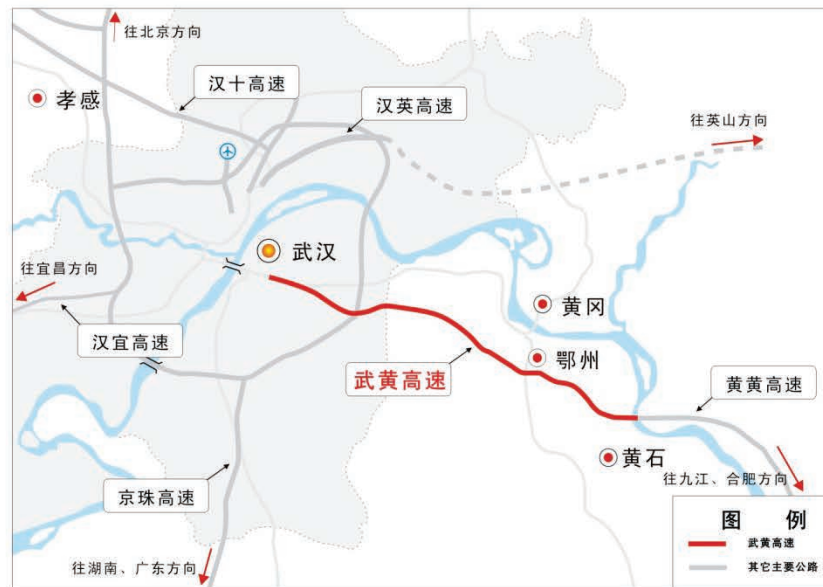 往北京方向
汉十高速
孝感
汉英高速
往英山方向
武汉
往宜昌方向
黄冈
汉宜高速
鄂州
武黄高速
黄黄高速
黄石
往九江、合肥方向
京珠高速
图 例
武黄高速
其它主要公路
往湖南、广东方向